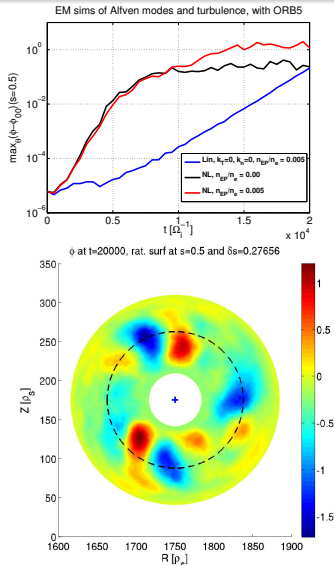 EM sims of Alfven modes and turbulence, with ORB5
10^0
10^-2
10^-4
10^-6
max_θ(ϕ-ϕ_00)(s=0.5)
Lin, k_T=0, k_n=0, n_EP/n_e = 0.005
NL, n_EP/n_e = 0.00
NL, n_EP/n_e = 0.005
0 0.5 1 1.5 2
t [Ω_i^-1] x 10^4
ϕ at t=20000, rat. surf at s=0.5 and δs=0.27656
350
300
250
200
150
100
50
0
Z [ρ_s]
1600 1650 1700 1750 1800 1850 1900
R [ρ_s]
1
0.5
0
-0.5
-1
-1.5